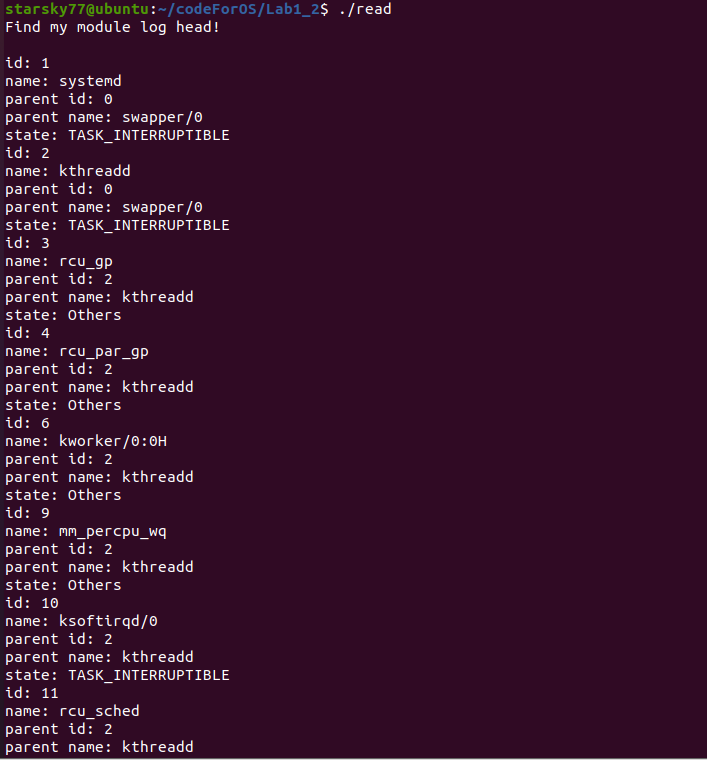 starsky77@ubuntu:~/codeForOS/Lab1_2$ ./read
Find my module log head!
id: 1
name: systemd
parent id: 0
parent name: swapper/0
state: TASK_INTERRUPTIBLE
id: 2
name: kthreadd
parent id: 0
parent name: swapper/0
state: TASK_INTERRUPTIBLE
id: 3
name: rcu_gp
parent id: 2
parent name: kthreadd
state: Others
id: 4
name: rcu_par_gp
parent id: 2
parent name: kthreadd
state: Others
id: 6
name: kworker/0:0H
parent id: 2
parent name: kthreadd
state: Others
id: 9
name: mm_percpu_wq
parent id: 2
parent name: kthreadd
state: Others
id: 10
name: ksoftirqd/0
parent id: 2
parent name: kthreadd
state: TASK_INTERRUPTIBLE
id: 11
name: rcu_sched
parent id: 2
parent name: kthreadd